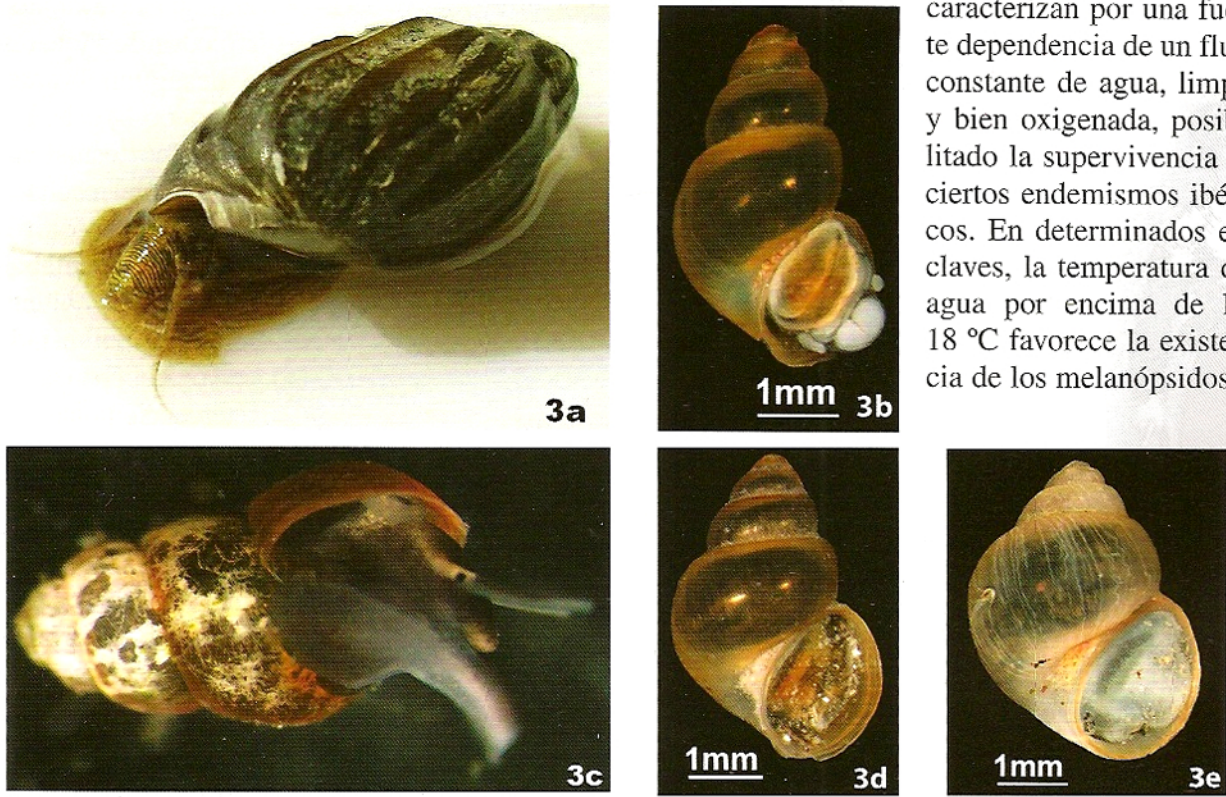 caracterizan por una fue
te dependencia de un flu
constante de agua, limp
y bien oxigenada, posib
litado la supervivencia
ciertos endemismos ibé
cos. En determinados e
claves, la temperatura d
agua por encima de l
18 ºC favorece la existe
cia de los melanópsidos
3a
1mm
3b
3c
1mm
3d
1mm
3e